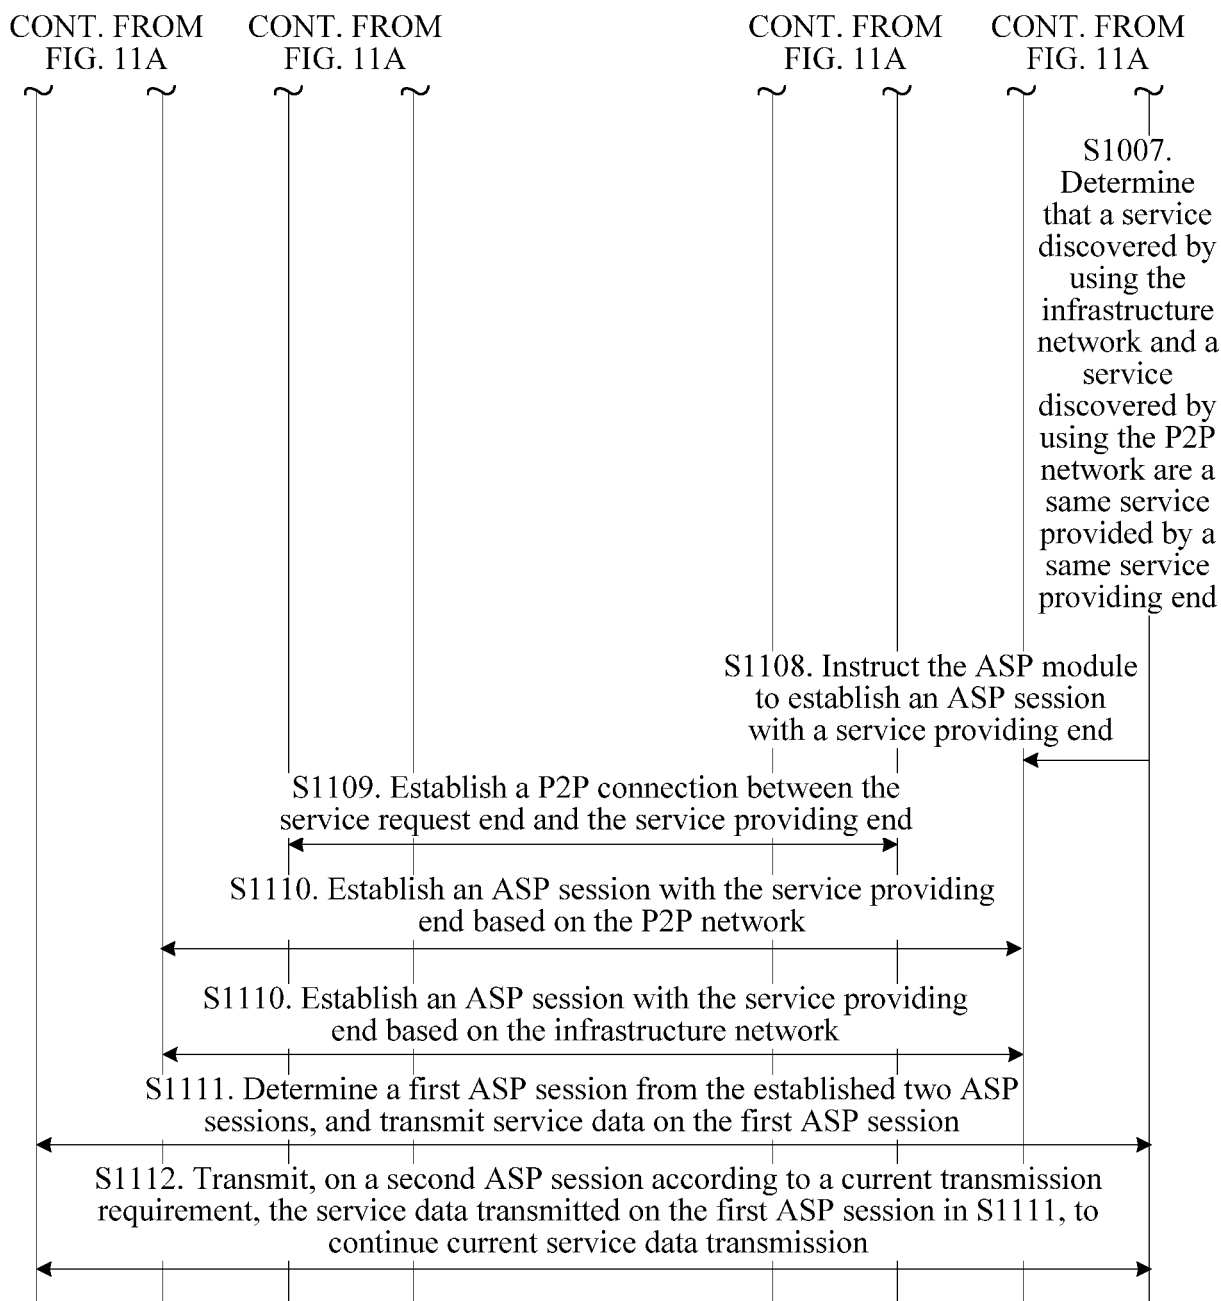 CONT. FROM
FIG. 11A
CONT. FROM
FIG. 11A
CONT. FROM
FIG. 11A
CONT. FROM
FIG. 11A
S1007.
Determine
that a service
discovered by
using the
infrastructure
network and a
service
discovered by
using the P2P
network are a
same service
provided by a
same service
providing end
S1108. Instruct the ASP module
to establish an ASP session
with a service providing end
S1109. Establish a P2P connection between the
service request end and the service providing end
S1110. Establish an ASP session with the service providing
end based on the P2P network
S1110. Establish an ASP session with the service providing
end based on the infrastructure network
S1111. Determine a first ASP session from the established two ASP
sessions, and transmit service data on the first ASP session
S1112. Transmit, on a second ASP session according to a current transmission
requirement, the service data transmitted on the first ASP session in S1111, to
continue current service data transmission